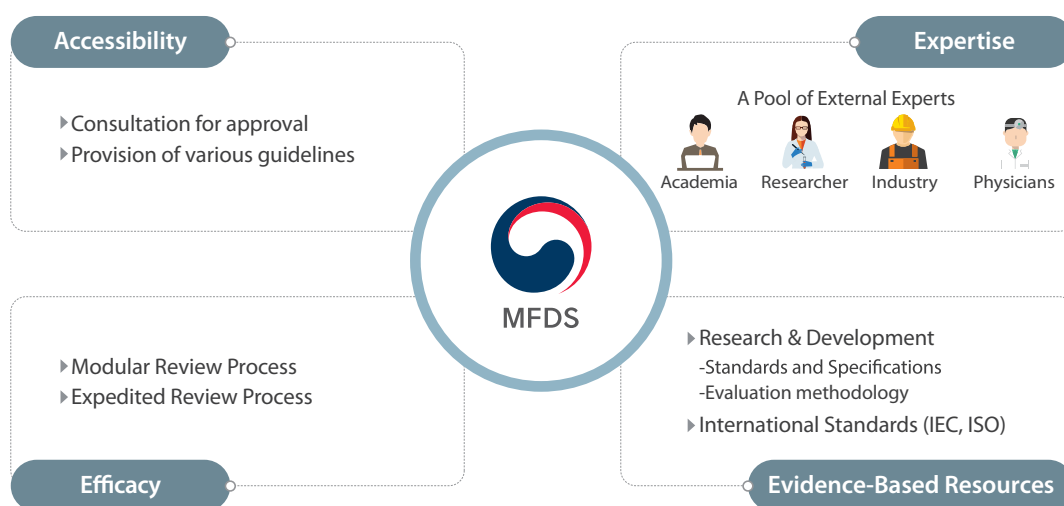 Accessibility
Consultation for approval
Provision of various guidelines
Expertise
A Pool of External Experts
Academia
Researcher
Industry
Physicians
MFDS
Modular Review Process
Expedited Review Process
Efficacy
Research & Development
-Standards and Specifications
-Evaluation methodology
International Standards (IEC, ISO)
Evidence-Based Resources